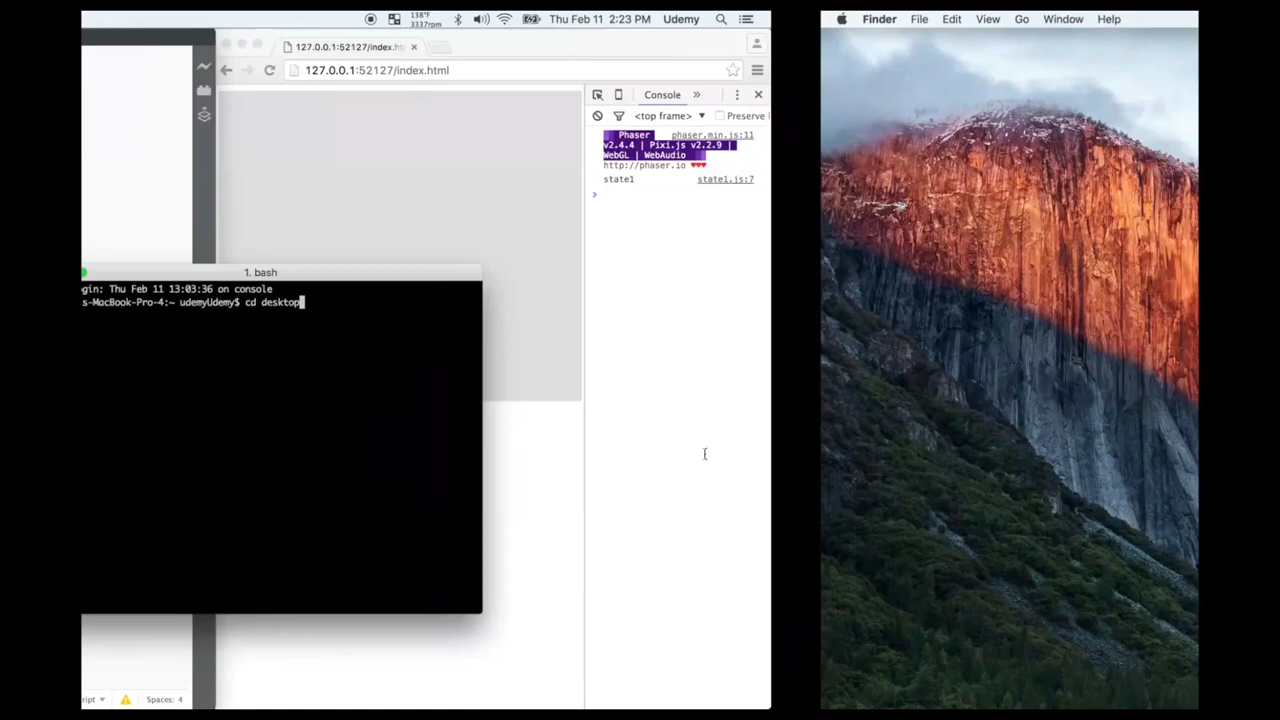 138°F
3337rpm
Thu Feb 11 2:23 PM Udemy
127.0.0.1:52127/index.ht
127.0.0.1:52127/index.html
Console »
<top frame> ▼ Preserve l
Phaser phaser.min.js:11
v2.4.4 | Pixi.js v2.2.9 |
WebGL | WebAudio
http://phaser.io ♥♥♥
state1 state1.js:7
1. bash
gin: Thu Feb 11 13:03:36 on console
s-MacBook-Pro-4:~ udemyUdemy$ cd desktop
ript ▼ Spaces: 4
Finder File Edit View Go Window Help